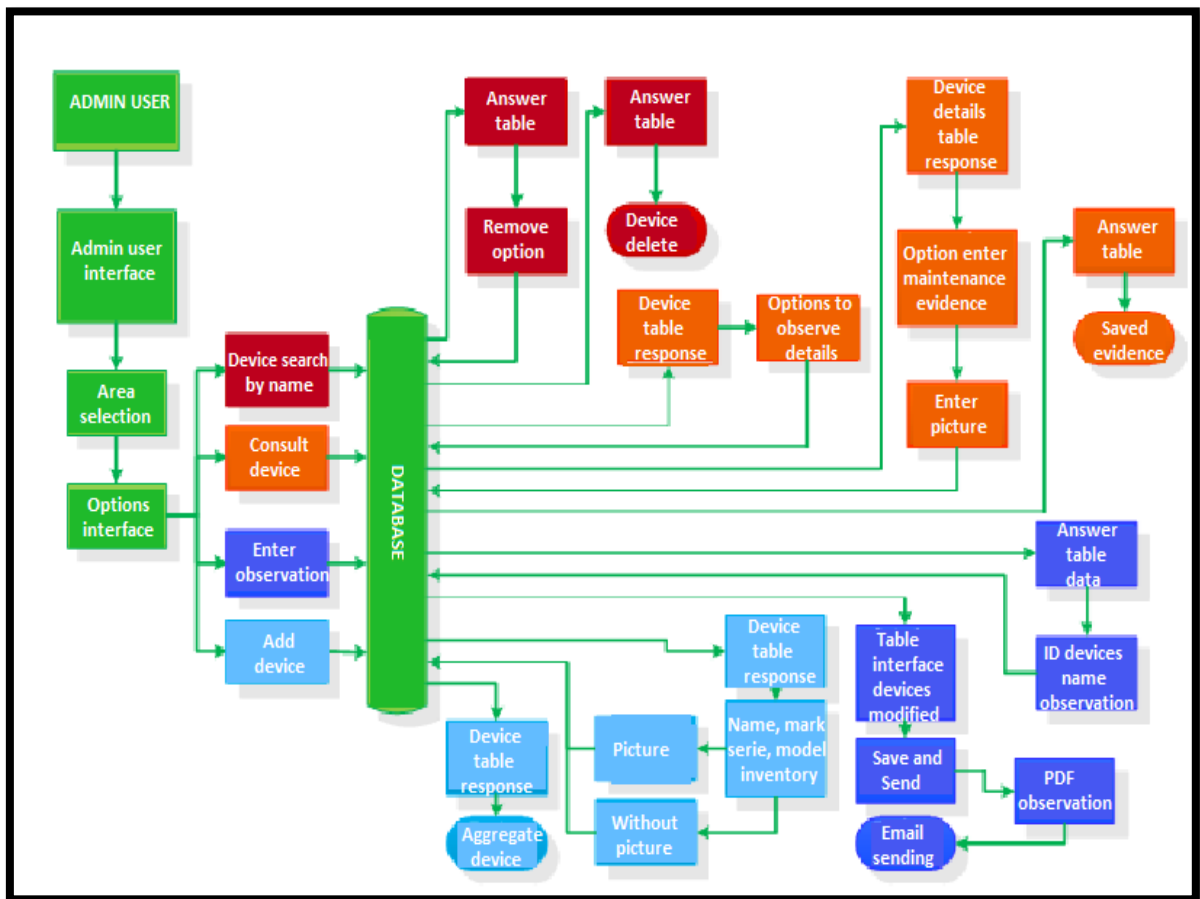 ADMIN USER
Admin user
interface
Area
selection
Options
interface
Device search
by name
Consult
device
Enter
observation
Add
device
DATABASE
Answer
table
Remove
option
Answer
table
Device
delete
Device
table
response
Options to
observe
details
Device
details
table
response
Option enter
maintenance
evidence
Enter
picture
Answer
table
Saved
evidence
Answer
table
data
ID devices
name
observation
Table
interface
devices
modified
Save and
Send
PDF
observation
Email
sending
Device
table
response
Name, mark
serie, model
inventory
Picture
Without
picture
Device
table
response
Aggregate
device